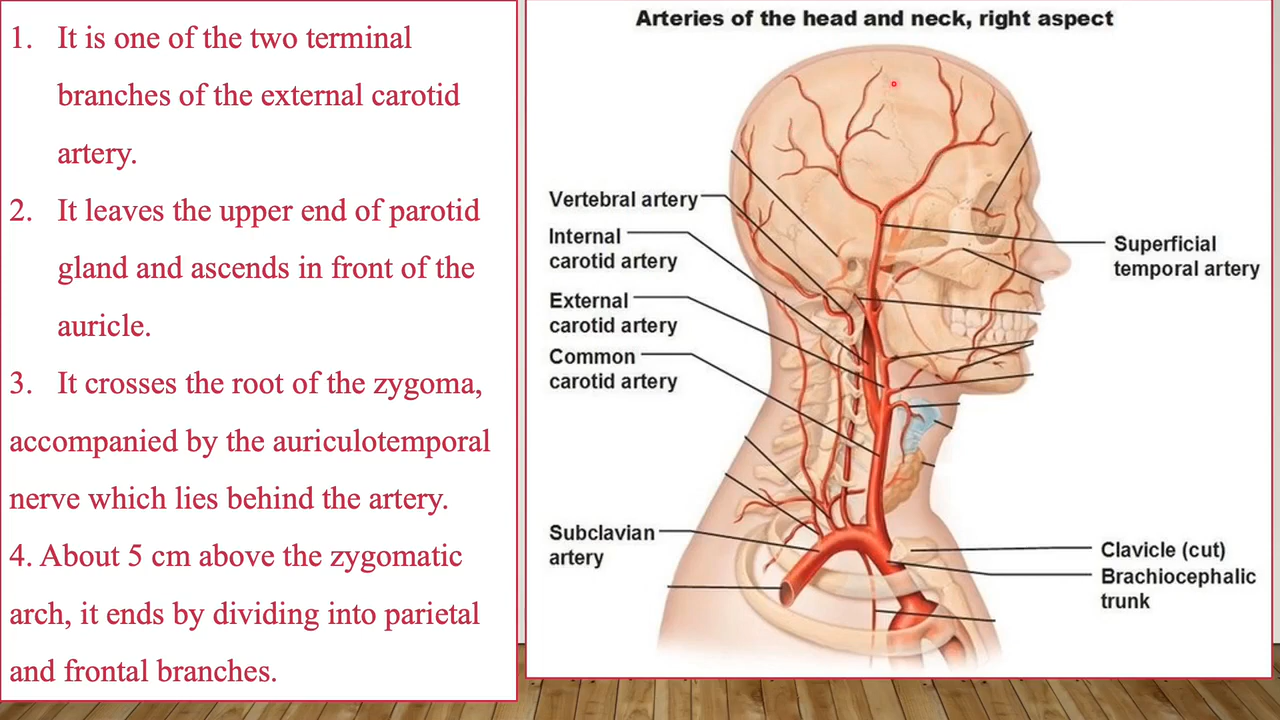 1. It is one of the two terminal
branches of the external carotid
artery.
2. It leaves the upper end of parotid
gland and ascends in front of the
auricle.
3. It crosses the root of the zygoma,
accompanied by the auriculotemporal
nerve which lies behind the artery.
4. About 5 cm above the zygomatic
arch, it ends by dividing into parietal
and frontal branches.
Arteries of the head and neck, right aspect
Vertebral artery
Internal
carotid artery
External
carotid artery
Common
carotid artery
Subclavian
artery
Superficial
temporal artery
Clavicle (cut)
Brachiocephalic
trunk